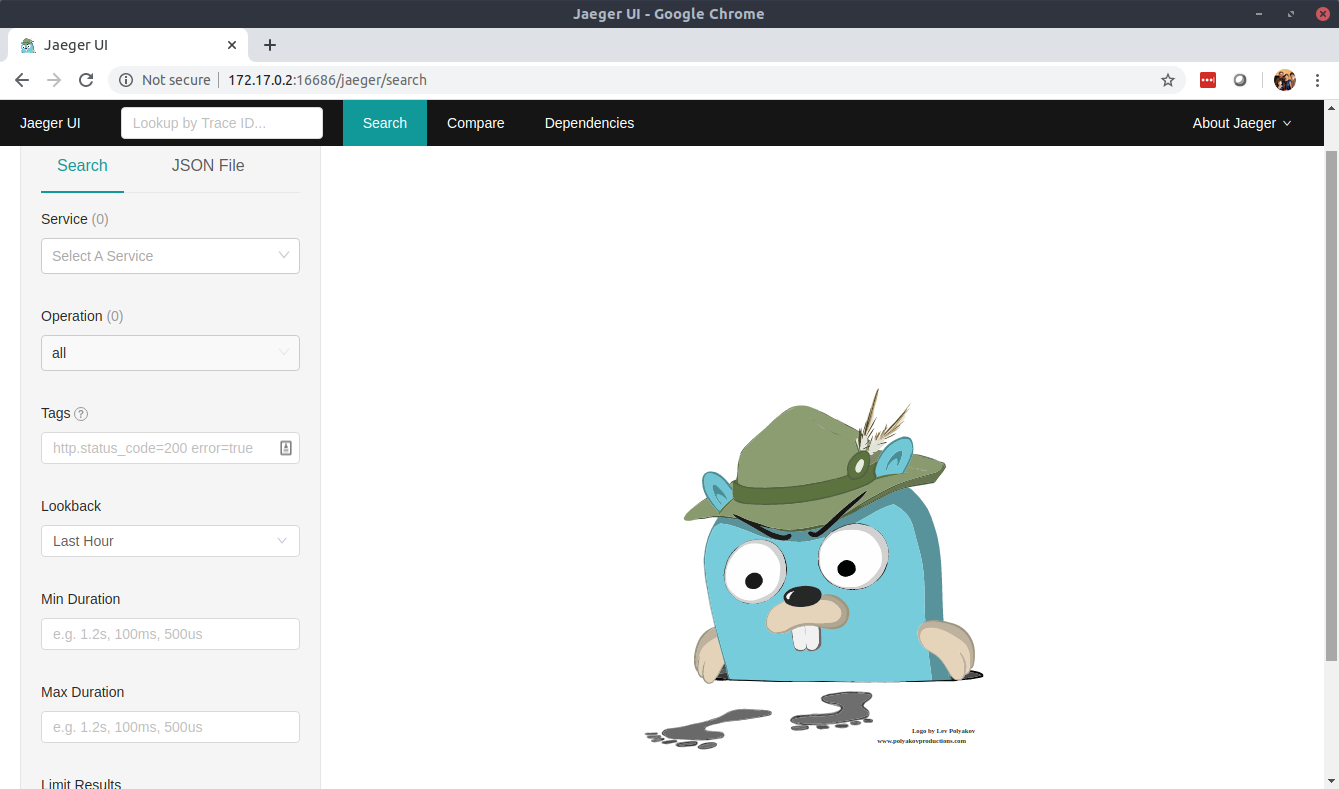 Jaeger UI - Google Chrome
Jaeger UI
Not secure 172.17.0.2:16686/jaeger/search
Jaeger UI Lookup by Trace ID... Search Compare Dependencies About Jaeger
Search JSON File
Service (0)
Select A Service
Operation (0)
all
Tags ?
http.status_code=200 error=true
Lookback
Last Hour
Min Duration
e.g. 1.2s, 100ms, 500us
Max Duration
e.g. 1.2s, 100ms, 500us
Limit Results
Logo by Lev Polyakov
www.polyakovproductions.com